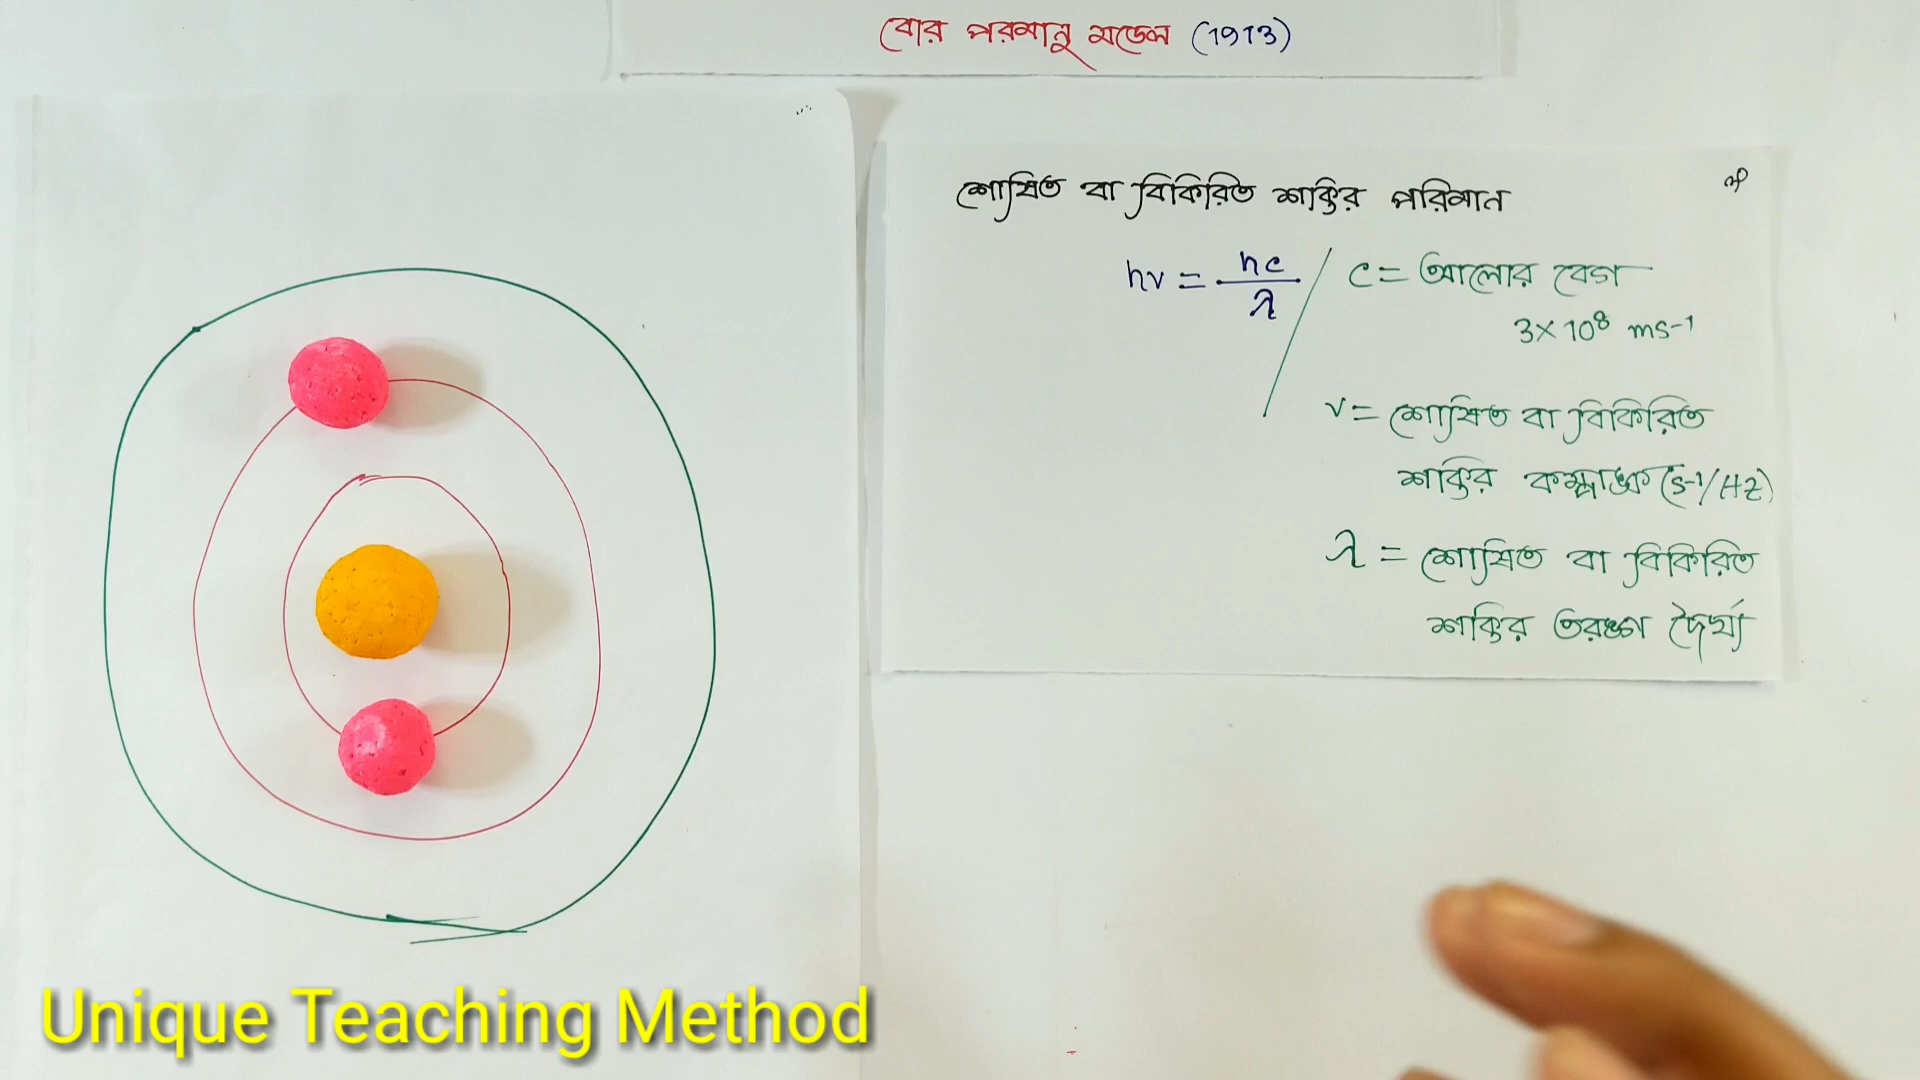 বোর পরমানু মডেল (1913)
শোষিত বা বিকিরিত শক্তির পরিমান
hν = hc/λ
c = আলোর বেগ
3×10⁸ ms⁻¹
ν = শোষিত বা বিকিরিত
শক্তির কম্পাঙ্ক (s⁻¹/Hz)
λ = শোষিত বা বিকিরিত
শক্তির তরঙ্গ দৈর্ঘ্য
Unique Teaching Method